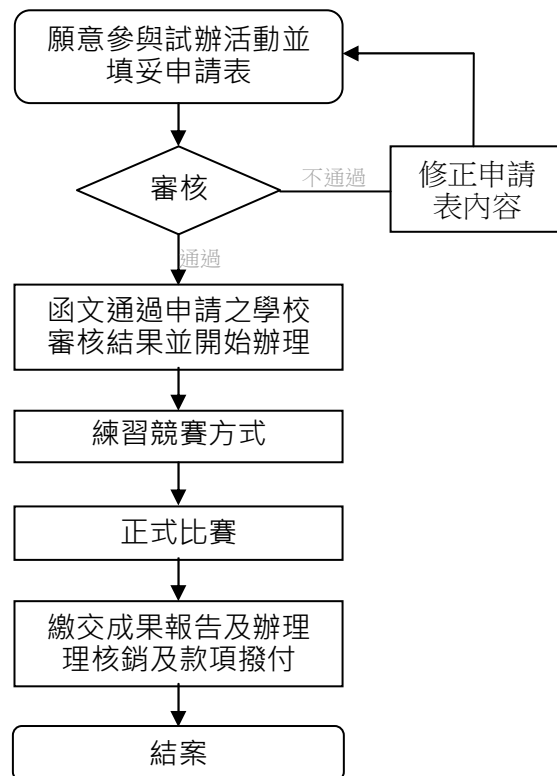 願意參與試辦活動並
填妥申請表
審核
不通過
修正申請
表內容
通過
函文通過申請之學校
審核結果並開始辦理
練習競賽方式
正式比賽
繳交成果報告及辦理
理核銷及款項撥付
結案